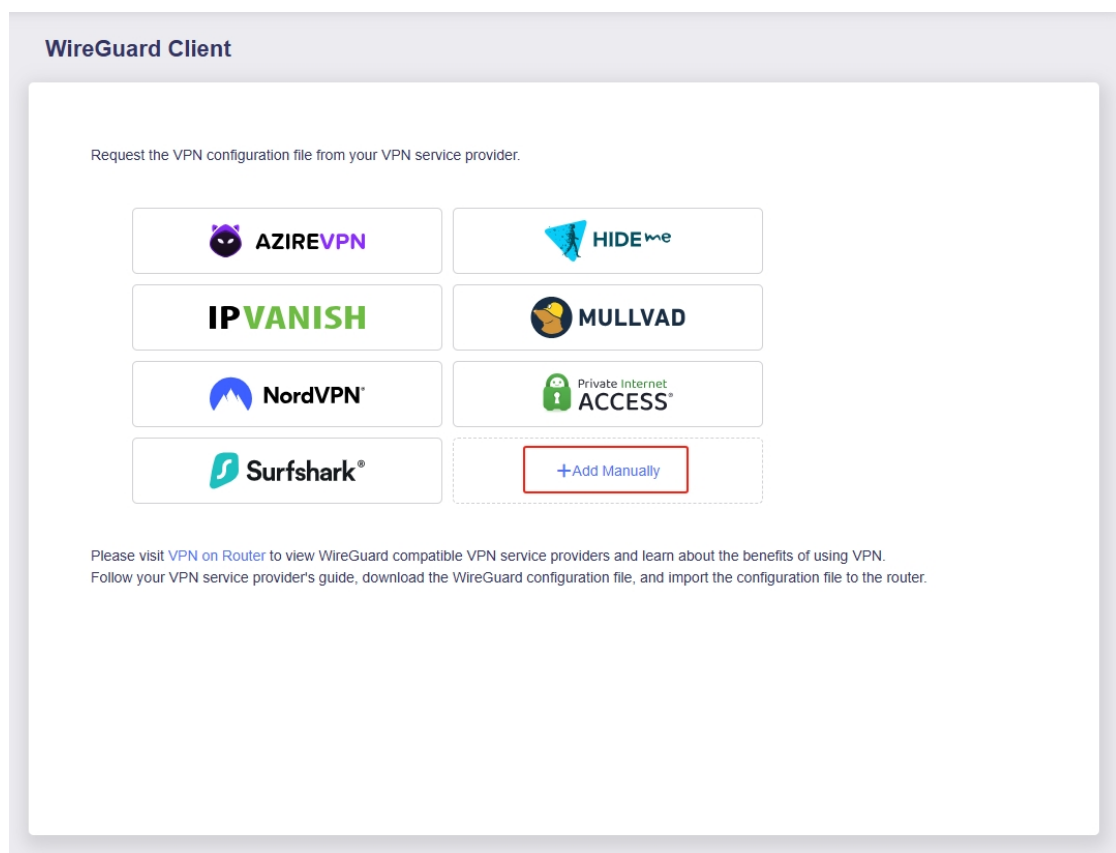 WireGuard Client
Request the VPN configuration file from your VPN service provider.
AZIREVPN
HIDE me
IPVANISH
MULLVAD
NordVPN®
Private Internet
ACCESS®
Surfshark®
+Add Manually
Please visit VPN on Router to view WireGuard compatible VPN service providers and learn about the benefits of using VPN.
Follow your VPN service provider's guide, download the WireGuard configuration file, and import the configuration file to the router.